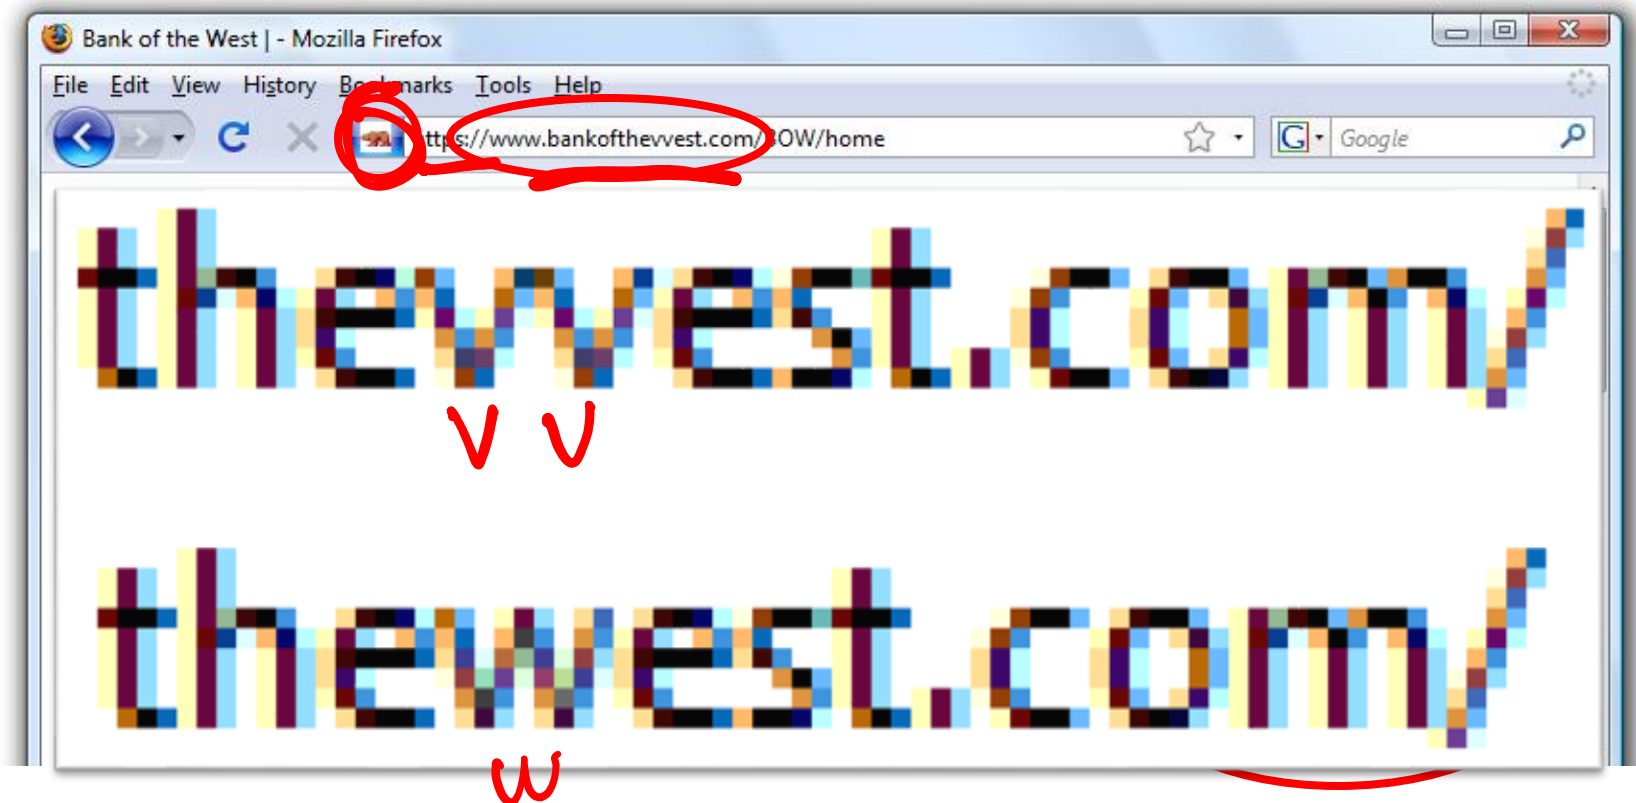 Bank of the West | - Mozilla Firefox
File Edit View History Bookmarks Tools Help
https://www.bankofthevvest.com/BOW/home G Google
thevvest.com/
V V
thewest.com/
W